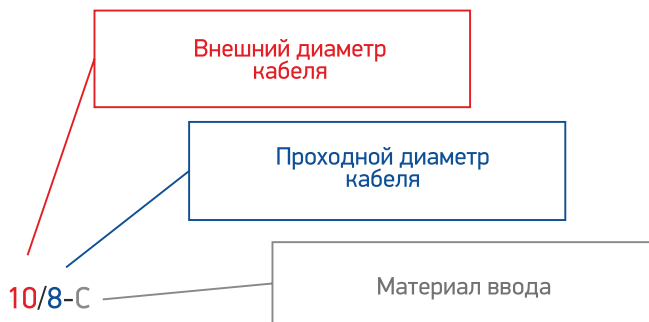 Внешний диаметр
кабеля
Проходной диаметр
кабеля
10/8-С
Материал ввода